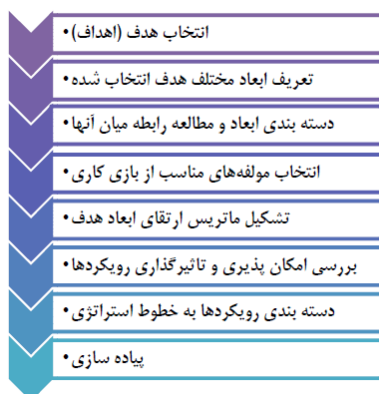 • انتخاب هدف (اهداف)
• تعریف ابعاد مختلف هدف انتخاب شده
• دسته بندی ابعاد و مطالعه رابطه میان آنها
• انتخاب مولفه‌های مناسب از بازی کاری
• تشکیل ماتریس ارتقای ابعاد هدف
• بررسی امکان پذیری و تاثیرگذاری رویکردها
• دسته بندی رویکردها به خطوط استراتژی
• پیاده سازی